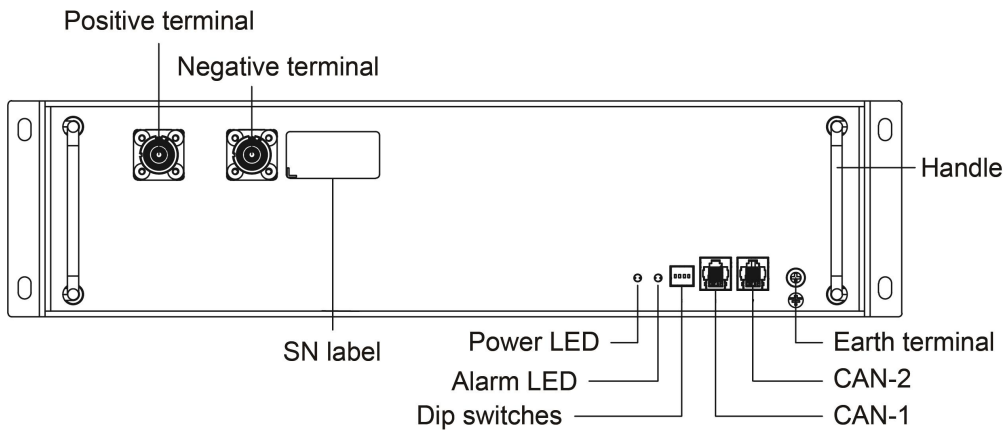 Positive terminal
Negative terminal
Handle
SN label
Power LED
Earth terminal
Alarm LED
CAN-2
Dip switches
CAN-1